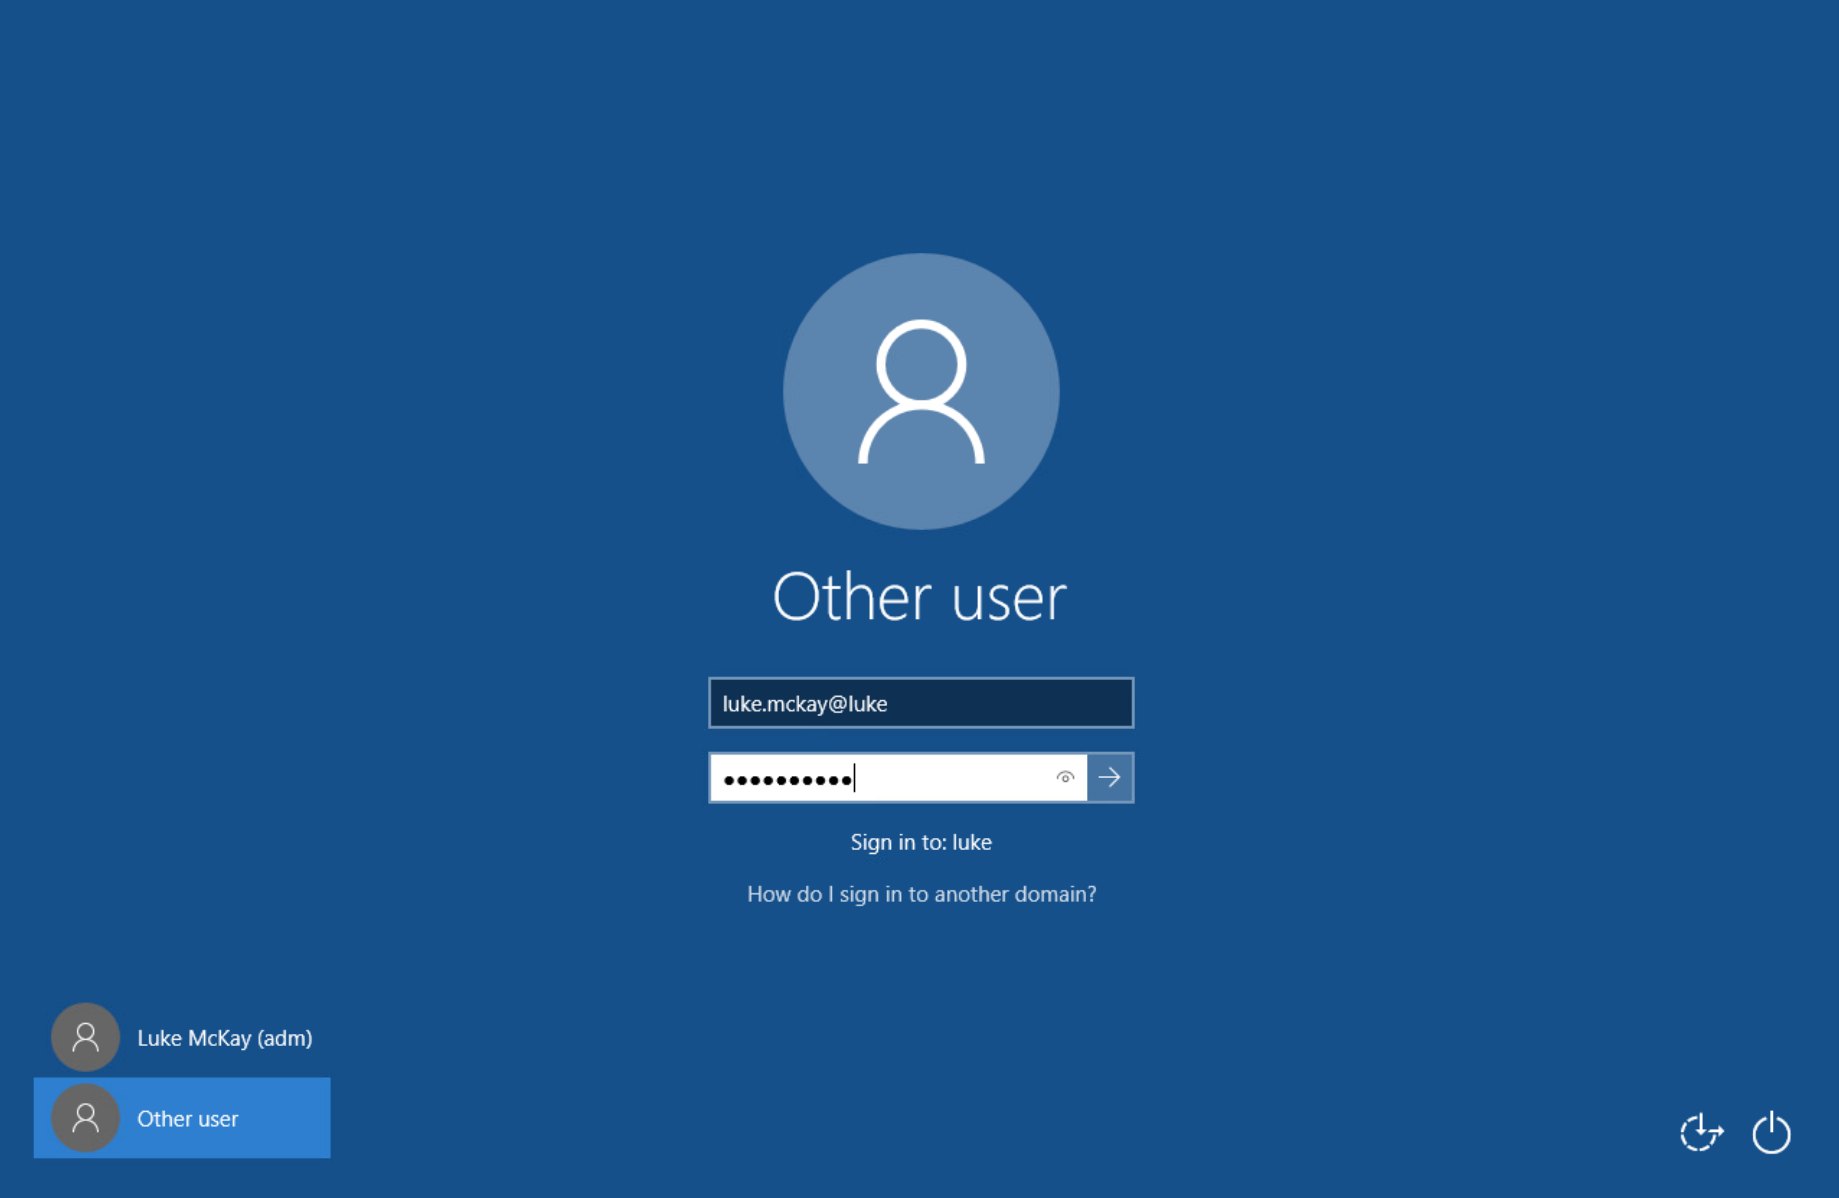 Other user
luke.mckay@luke
●●●●●●●●●●
Sign in to: luke
How do I sign in to another domain?
Luke McKay (adm)
Other user